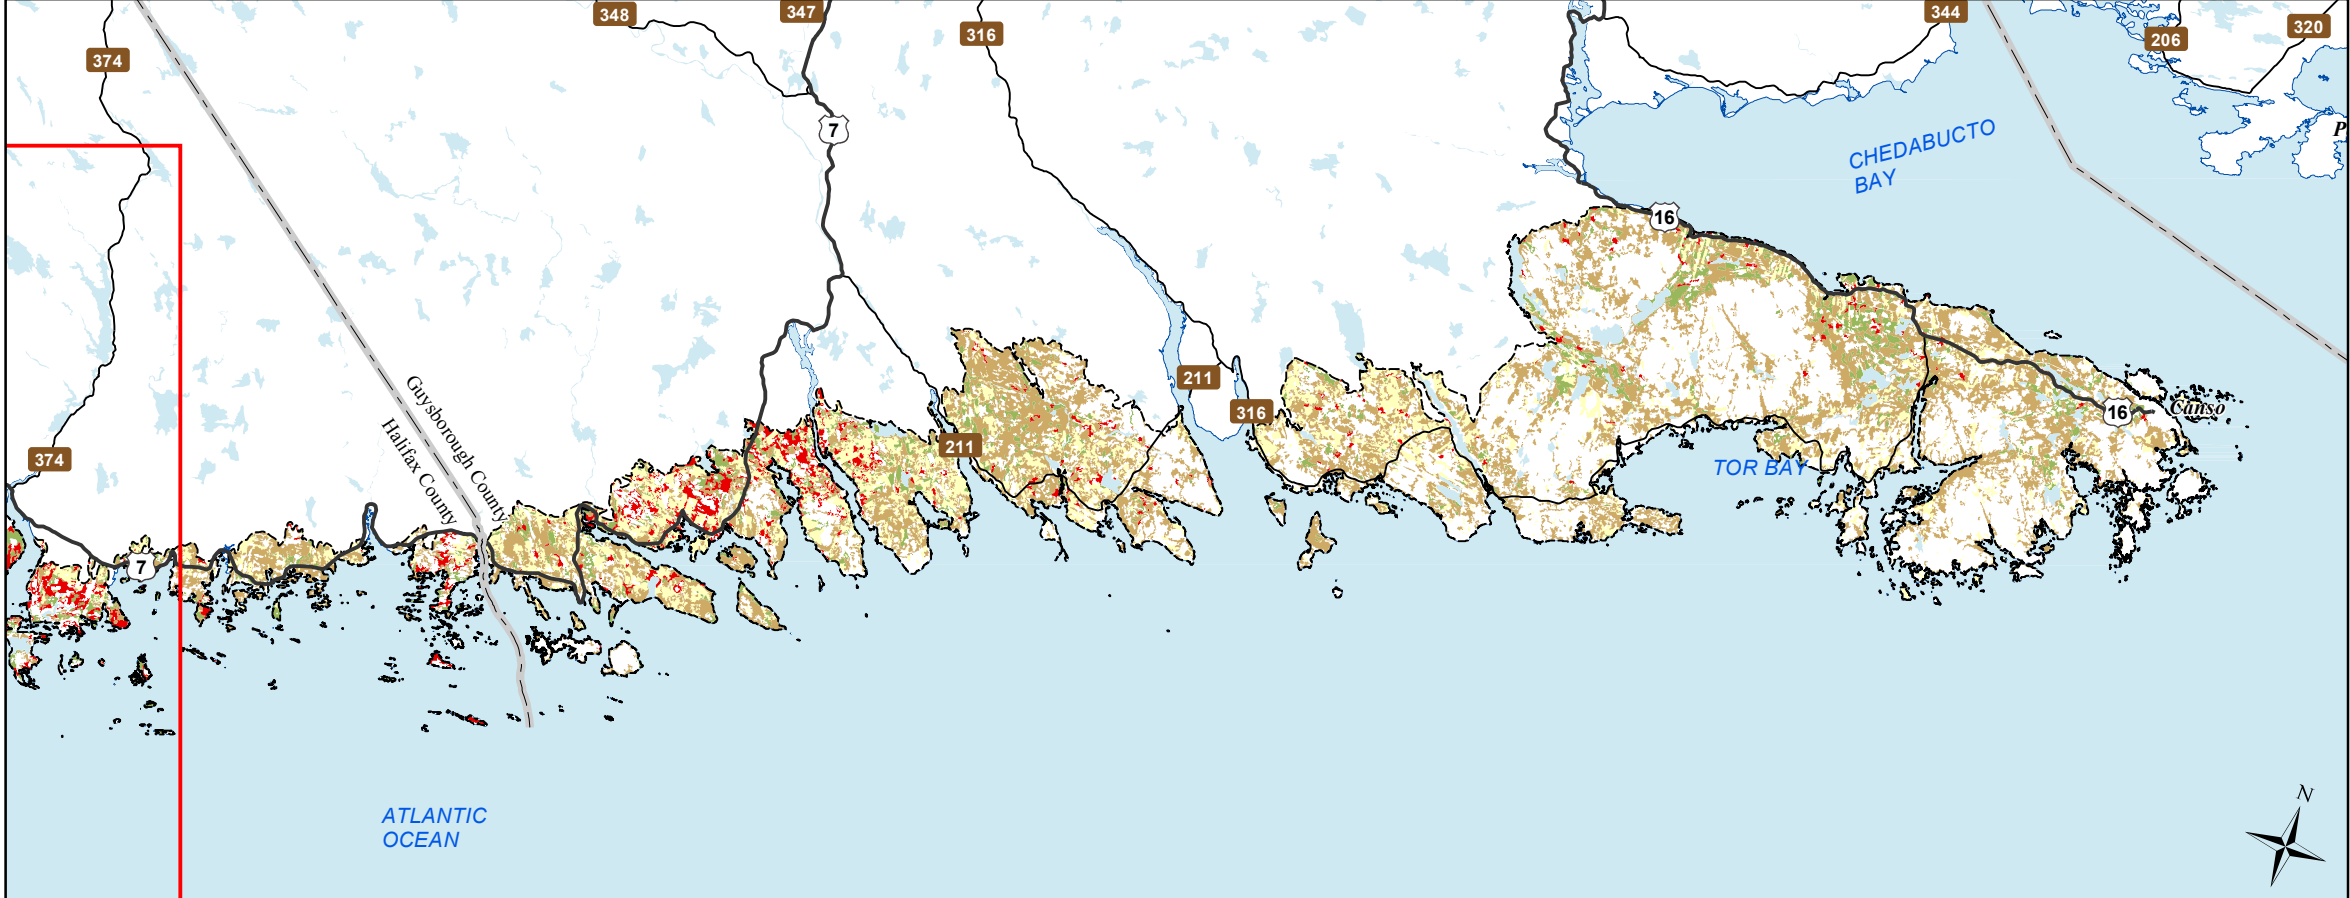 348
347
344
316
320
206
374
7
CHEDABUCTO
BAY
P
16
211
Guysborough County
Halifax County
316
16
Canso
211
374
TOR BAY
7
N
ATLANTIC
OCEAN